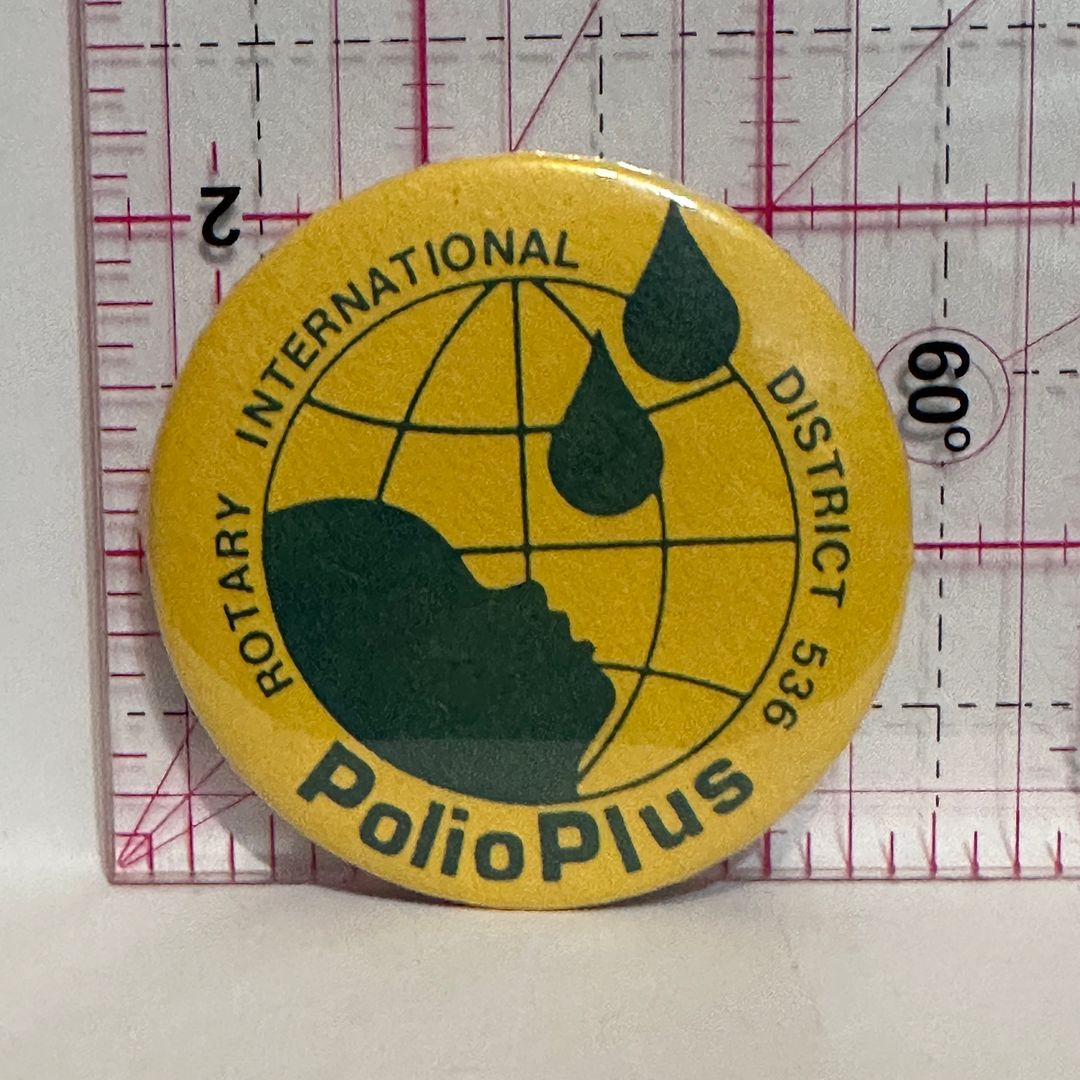 ROTARY INTERNATIONAL
DISTRICT 536
PolioPlus
2
60°